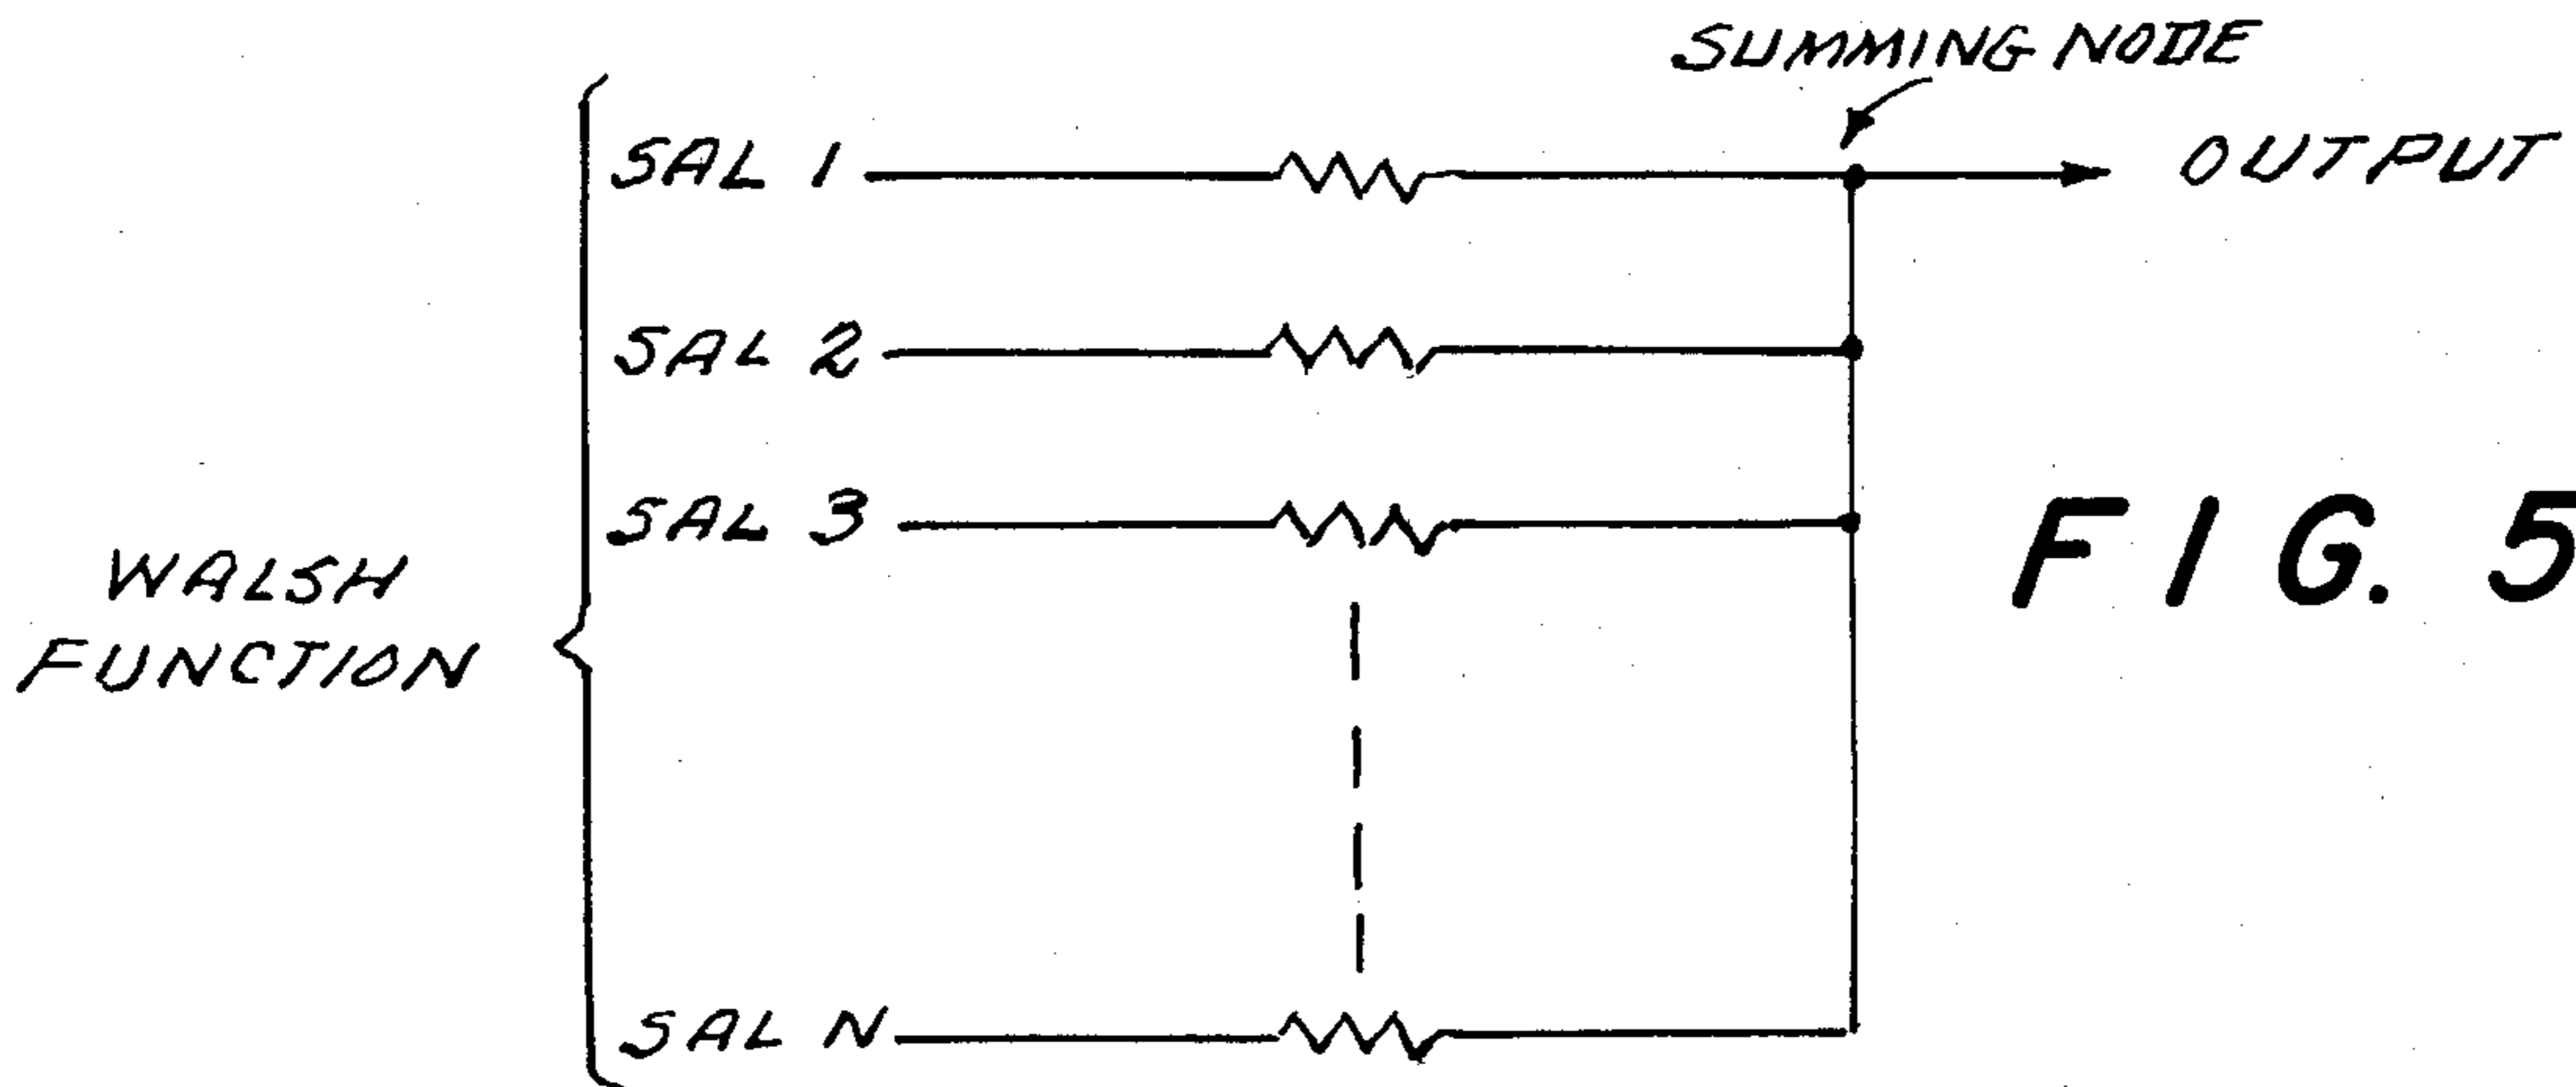 SUMMING NODE
SAL 1
OUTPUT
SAL 2
SAL 3
WALSH
FUNCTION
FIG. 5
SAL N